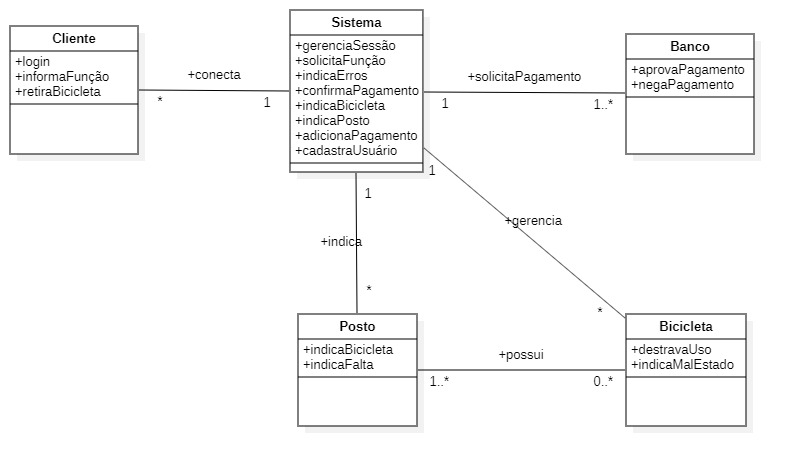 Cliente
+login
+informaFunção
+retiraBicicleta
+conecta
*
1
Sistema
+gerenciaSessão
+solicitaFunção
+indicaErros
+confirmaPagamento
+indicaBicicleta
+indicaPosto
+adicionaPagamento
+cadastraUsuário
+solicitaPagamento
1
1..*
Banco
+aprovaPagamento
+negaPagamento
1
+indica
*
1
+gerencia
*
Posto
+indicaBicicleta
+indicaFalta
+possui
1..*
0..*
Bicicleta
+destravaUso
+indicaMalEstado